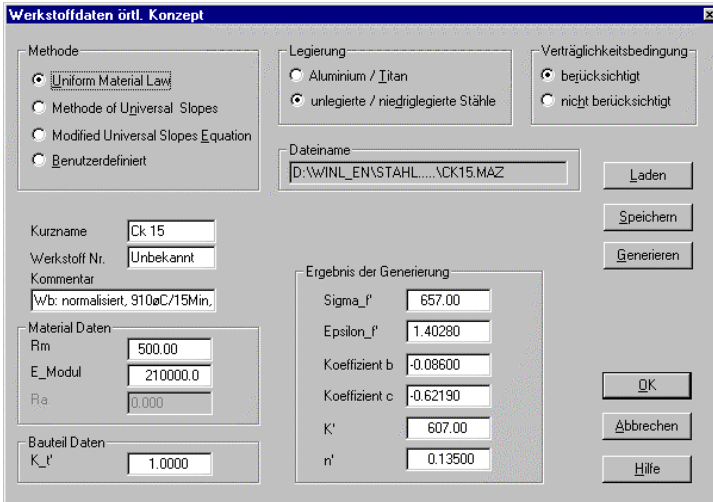 Werkstoffdaten örtl. Konzept
Methode
Uniform Material Law
Methode of Universal Slopes
Modified Universal Slopes Equation
Benutzerdefiniert
Legierung
Aluminium / Titan
unlegierte / niedriglegierte Stähle
Verträglichkeitsbedingung
berücksichtigt
nicht berücksichtigt
Dateiname
D:\WINL_EN\STAHL.....\CK15.MAZ
Laden
Speichern
Generieren
Kurzname Ck 15
Werkstoff Nr. Unbekannt
Kommentar
Wb: normalisiert, 910øC/15Min,
Material Daten
Rm 500.00
E_Modul 210000.0
Ra 0.000
Bauteil Daten
K_t' 1.0000
Ergebnis der Generierung
Sigma_f' 657.00
Epsilon_f' 1.40280
Koeffizient b -0.08600
Koeffizient c -0.62190
K' 607.00
n' 0.13500
OK
Abbrechen
Hilfe